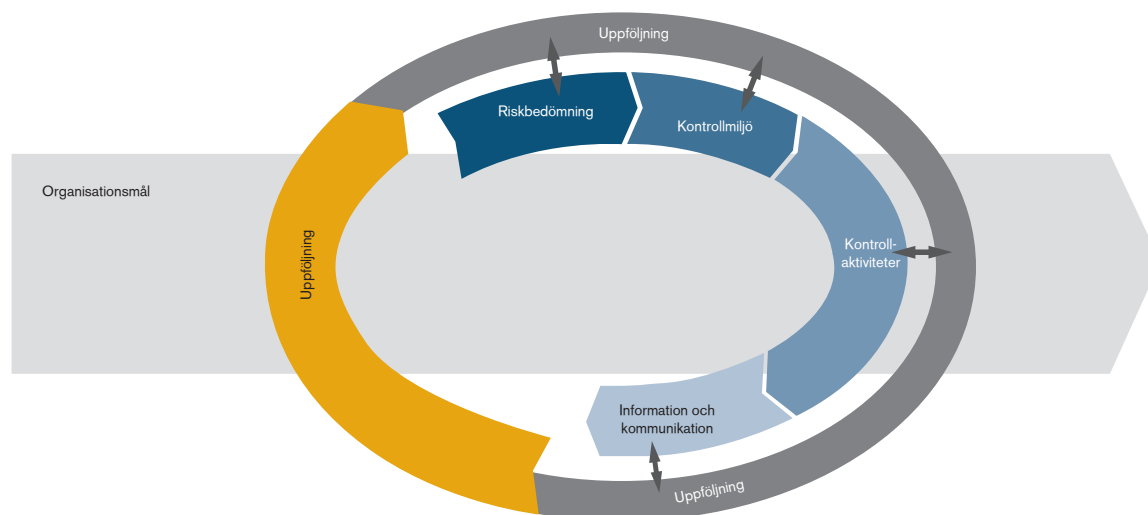 Uppföljning
Riskbedömning
Kontrollmiljö
Organisationsmål
Kontroll-
aktiviteter
Uppföljning
Information och
kommunikation
Uppföljning